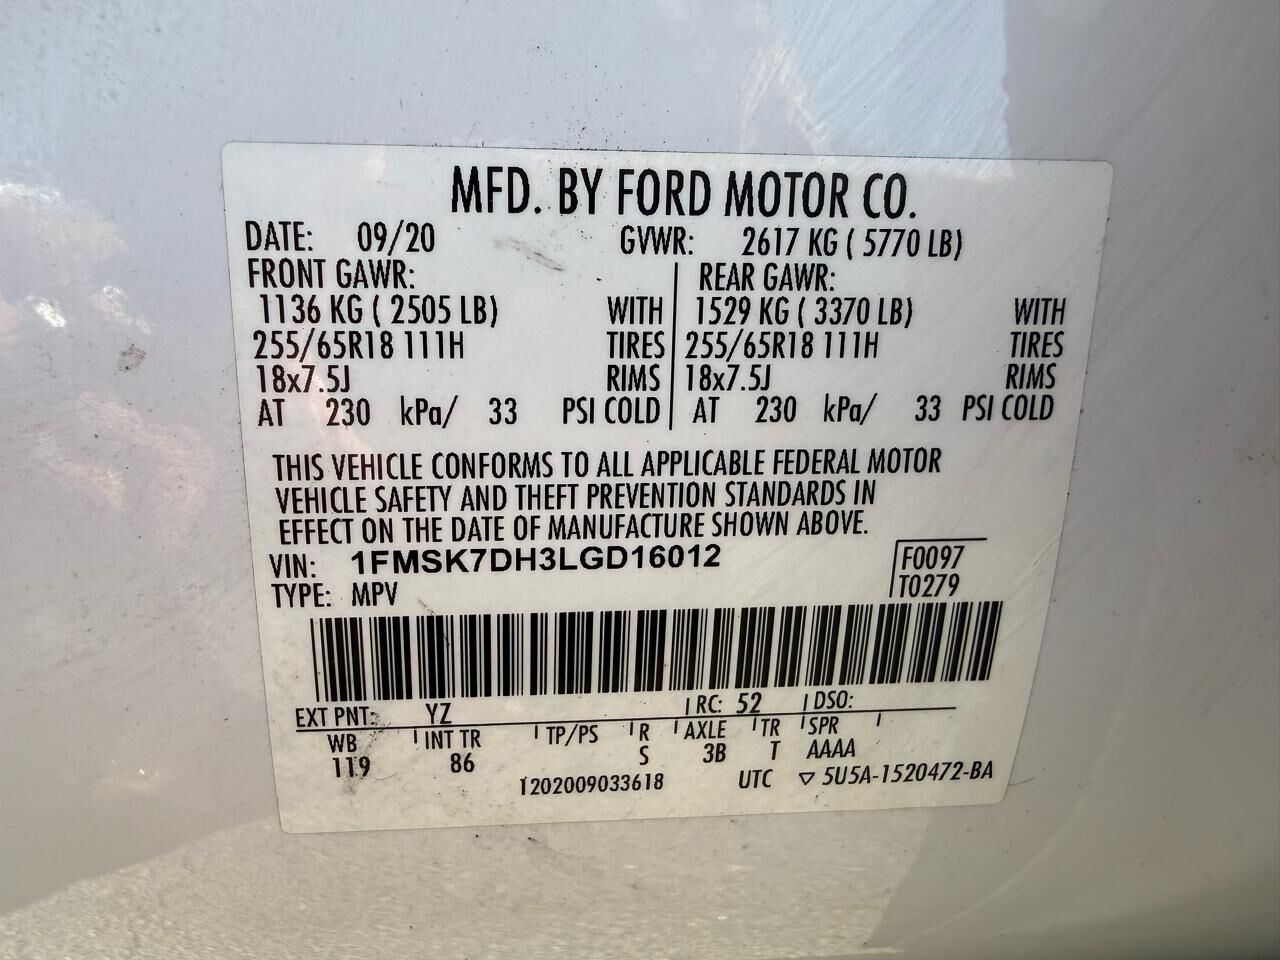 MFD. BY FORD MOTOR CO.
DATE: 09/20 GVWR: 2617 KG ( 5770 LB)
FRONT GAWR: REAR GAWR:
1136 KG ( 2505 LB) WITH 1529 KG ( 3370 LB) WITH
255/65R18 111H TIRES 255/65R18 111H TIRES
18x7.5J RIMS 18x7.5J RIMS
AT 230 kPa/ 33 PSI COLD AT 230 kPa/ 33 PSI COLD
THIS VEHICLE CONFORMS TO ALL APPLICABLE FEDERAL MOTOR
VEHICLE SAFETY AND THEFT PREVENTION STANDARDS IN
EFFECT ON THE DATE OF MANUFACTURE SHOWN ABOVE.
VIN: 1FMSK7DH3LGD16012 F0097
TYPE: MPV T0279
EXT PNT: YZ RC: 52 DSO:
WB INT TR TP/PS R AXLE TR SPR
119 86 S 3B T AAAA
1202009033618 UTC ▽ 5U5A-1520472-BA